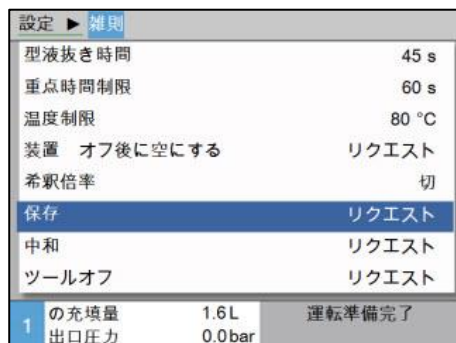 設定 ▶ 雑則
型液抜き時間 45 s
重点時間制限 60 s
温度制限 80 °C
装置 オフ後に空にする リクエスト
希釈倍率 切
保存 リクエスト
中和 リクエスト
ツールオフ リクエスト
1 の充填量 1.6 L 運転準備完了
出口圧力 0.0 bar